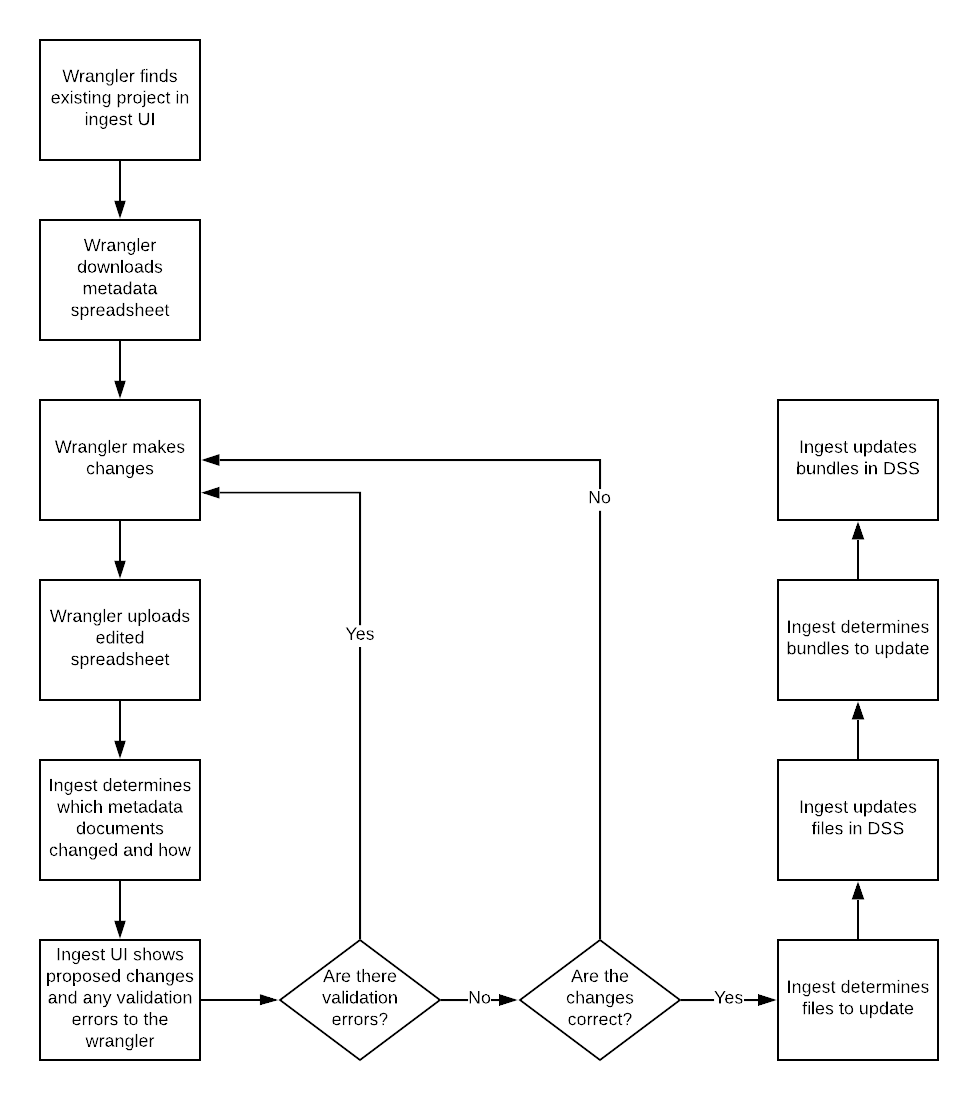 Wrangler finds
existing project in
ingest UI
Wrangler
downloads
metadata
spreadsheet
Wrangler makes
changes
Wrangler uploads
edited
spreadsheet
Ingest determines
which metadata
documents
changed and how
Ingest UI shows
proposed changes
and any validation
errors to the
wrangler
Are there
validation
errors?
Yes
No
Are the
changes
correct?
No
Yes
Ingest determines
files to update
Ingest updates
files in DSS
Ingest determines
bundles to update
Ingest updates
bundles in DSS